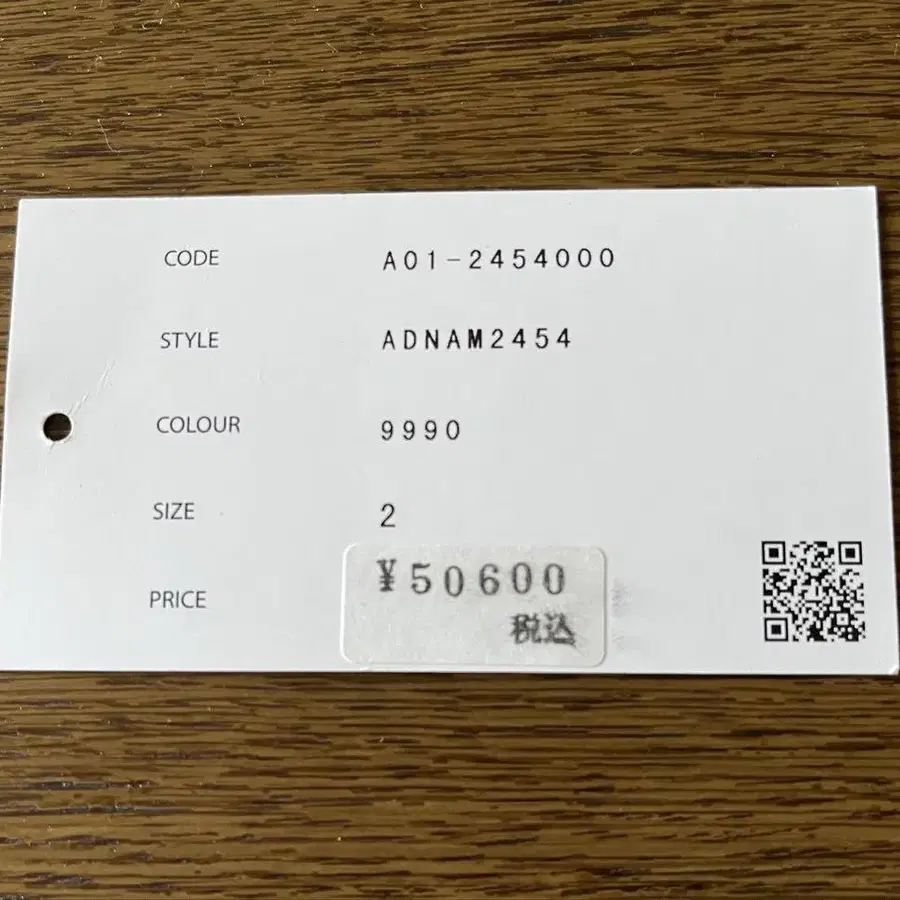 CODE A01-2454000
STYLE ADNAM2454
COLOUR 9990
SIZE 2
PRICE ¥50600
税込